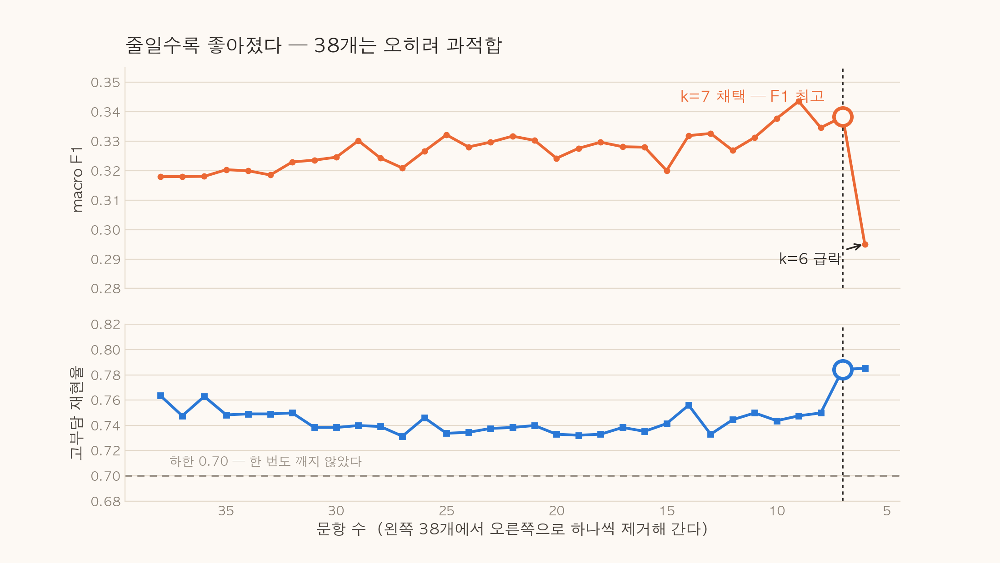 줄일수록 좋아졌다 — 38개는 오히려 과적합
macro F1
0.35
0.34
0.33
0.32
0.31
0.30
0.29
0.28
k=7 채택 — F1 최고
k=6 급락
고부담 재현율
0.82
0.80
0.78
0.76
0.74
0.72
0.70
0.68
하한 0.70 — 한 번도 깨지 않았다
35 30 25 20 15 10 5
문항 수 (왼쪽 38개에서 오른쪽으로 하나씩 제거해 간다)